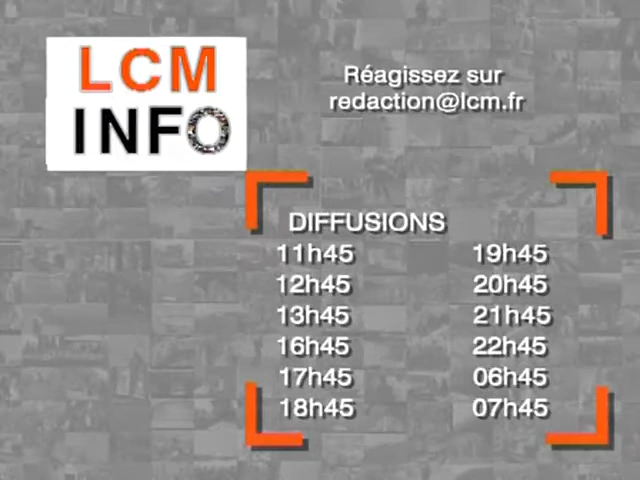 LCM
INFO
Réagissez sur
redaction@lcm.fr
DIFFUSIONS
11h45
12h45
13h45
16h45
17h45
18h45
19h45
20h45
21h45
22h45
06h45
07h45